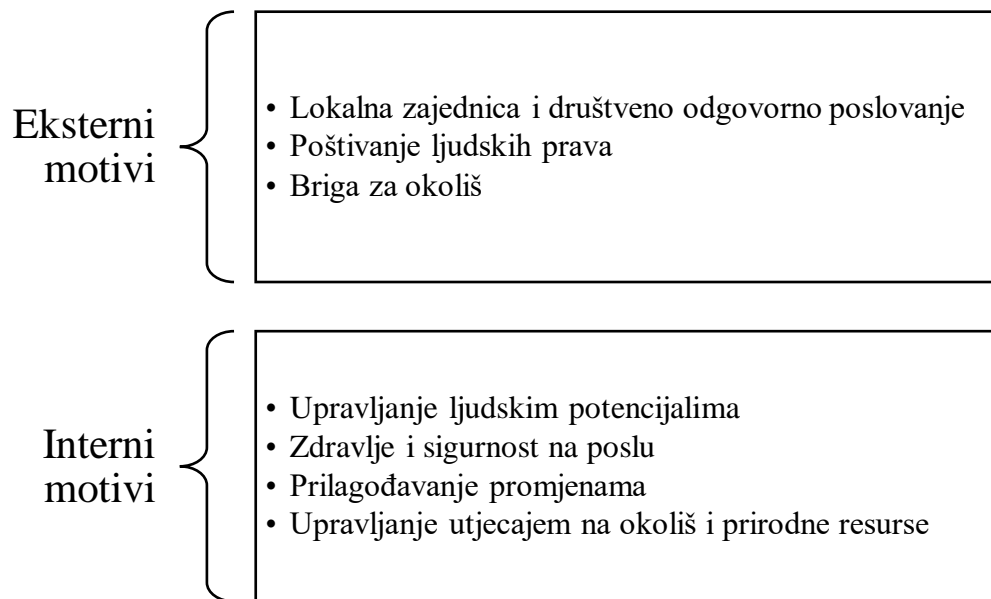 Eksterni
motivi
• Lokalna zajednica i društveno odgovorno poslovanje
• Poštivanje ljudskih prava
• Briga za okoliš
Interni
motivi
• Upravljanje ljudskim potencijalima
• Zdravlje i sigurnost na poslu
• Prilagođavanje promjenama
• Upravljanje utjecajem na okoliš i prirodne resurse